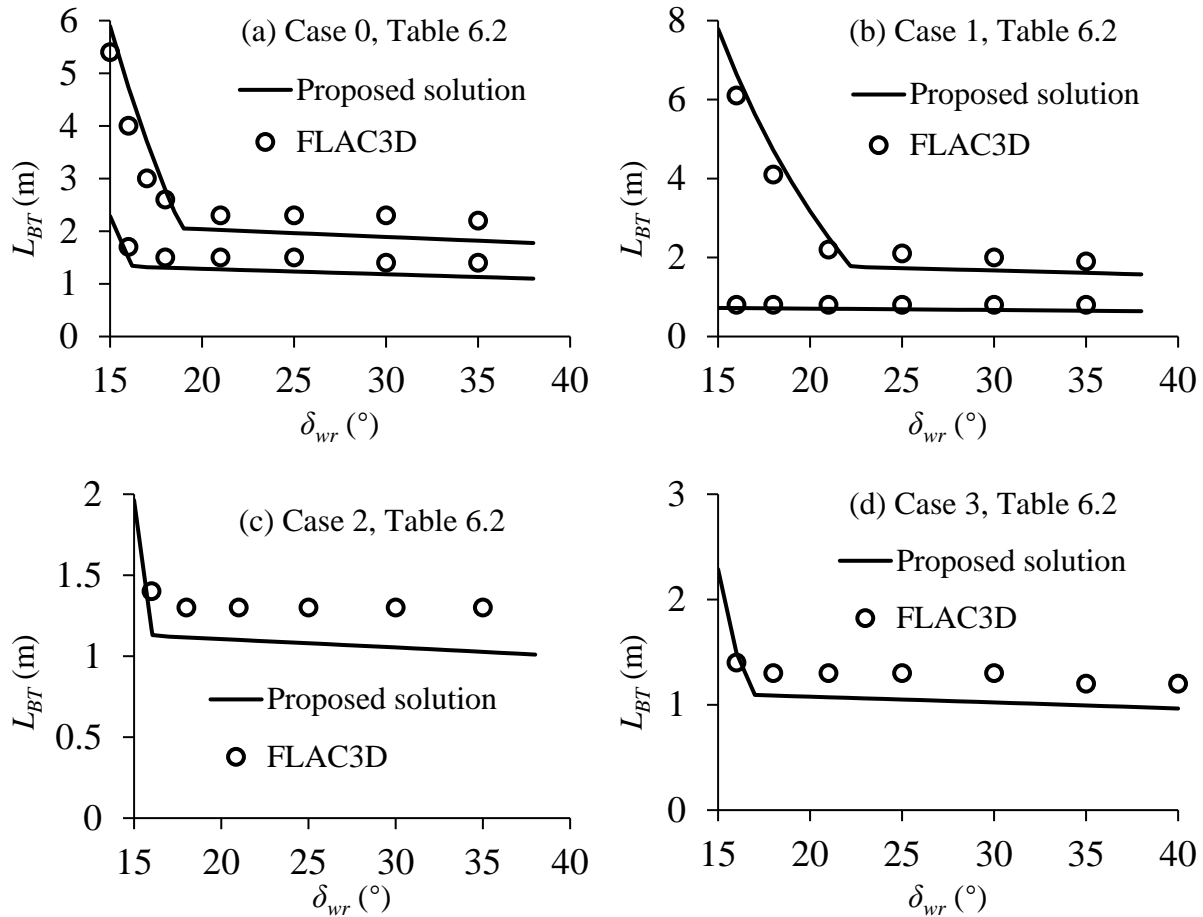 (a) Case 0, Table 6.2
Proposed solution
FLAC3D
6
5
4
3
2
1
0
L_BT (m)
15 20 25 30 35 40
δ_wr (°)
(b) Case 1, Table 6.2
Proposed solution
FLAC3D
8
6
4
2
0
L_BT (m)
15 20 25 30 35 40
δ_wr (°)
(c) Case 2, Table 6.2
Proposed solution
FLAC3D
2
1.5
1
0.5
0
L_BT (m)
15 20 25 30 35 40
δ_wr (°)
(d) Case 3, Table 6.2
Proposed solution
FLAC3D
3
2
1
0
L_BT (m)
15 20 25 30 35 40
δ_wr (°)